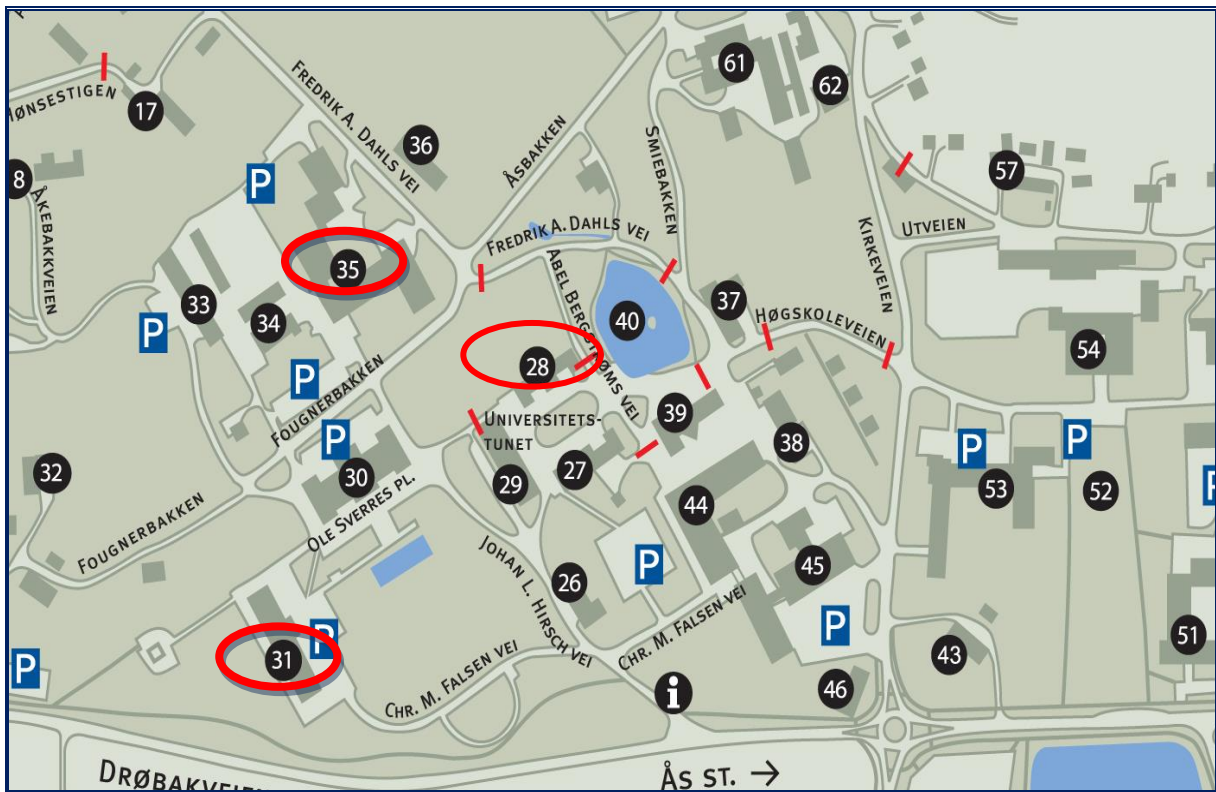 HØNSESTIGEN
17
FREDRIK A. DAHLS VEI
36
ÅSBAKKEN
61
62
SMIEBAKKEN
57
8
ÅKEBAKKVEIEN
P
FREDRIK A. DAHLS VEI
KIRKEVEIEN
UTVEIEN
35
ABEL BERGSTRØMS VEI
33
34
40
37
HØGSKOLEVEIEN
P
28
54
P
FOUGNERBAKKEN
39
UNIVERSITETS-
TUNET
P
38
P
P
32
30
29
27
53
52
P
44
OLE SVERRES PL.
FOUGNERBAKKEN
JOHAN L. HIRSCH VEI
26
P
45
CHR. M. FALSEN VEI
P
P
51
31
43
P
CHR. M. FALSEN VEI
i
46
DRØBAKVEIEN
ÅS ST. →